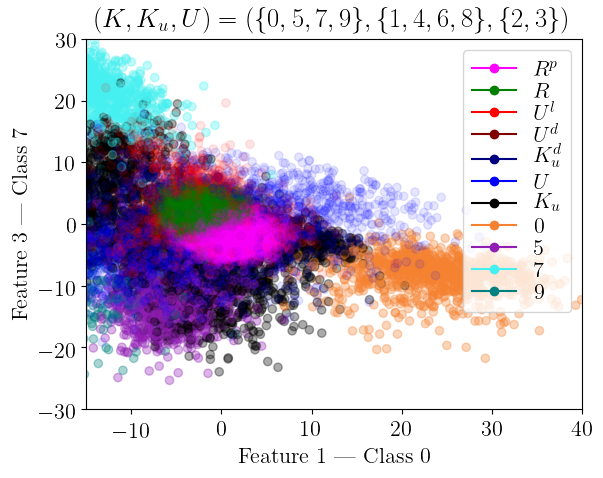 (K, K_u, U) = ({0, 5, 7, 9}, {1, 4, 6, 8}, {2, 3})
30
20
10
0
−10
−20
−30
Feature 3 — Class 7
R^p
R
U^l
U^d
K_u^d
U
K_u
0
5
7
9
−10
0
10
20
30
40
Feature 1 — Class 0